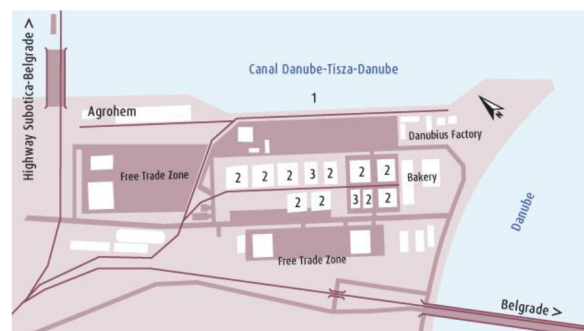 Highway Subotica-Belgrade >
Canal Danube-Tisza-Danube
1
Agrohem
N
Danubius Factory
Free Trade Zone
2 2 2 3 2 2 2
Bakery
2 2 3 2 2
Danube
Free Trade Zone
Belgrade >